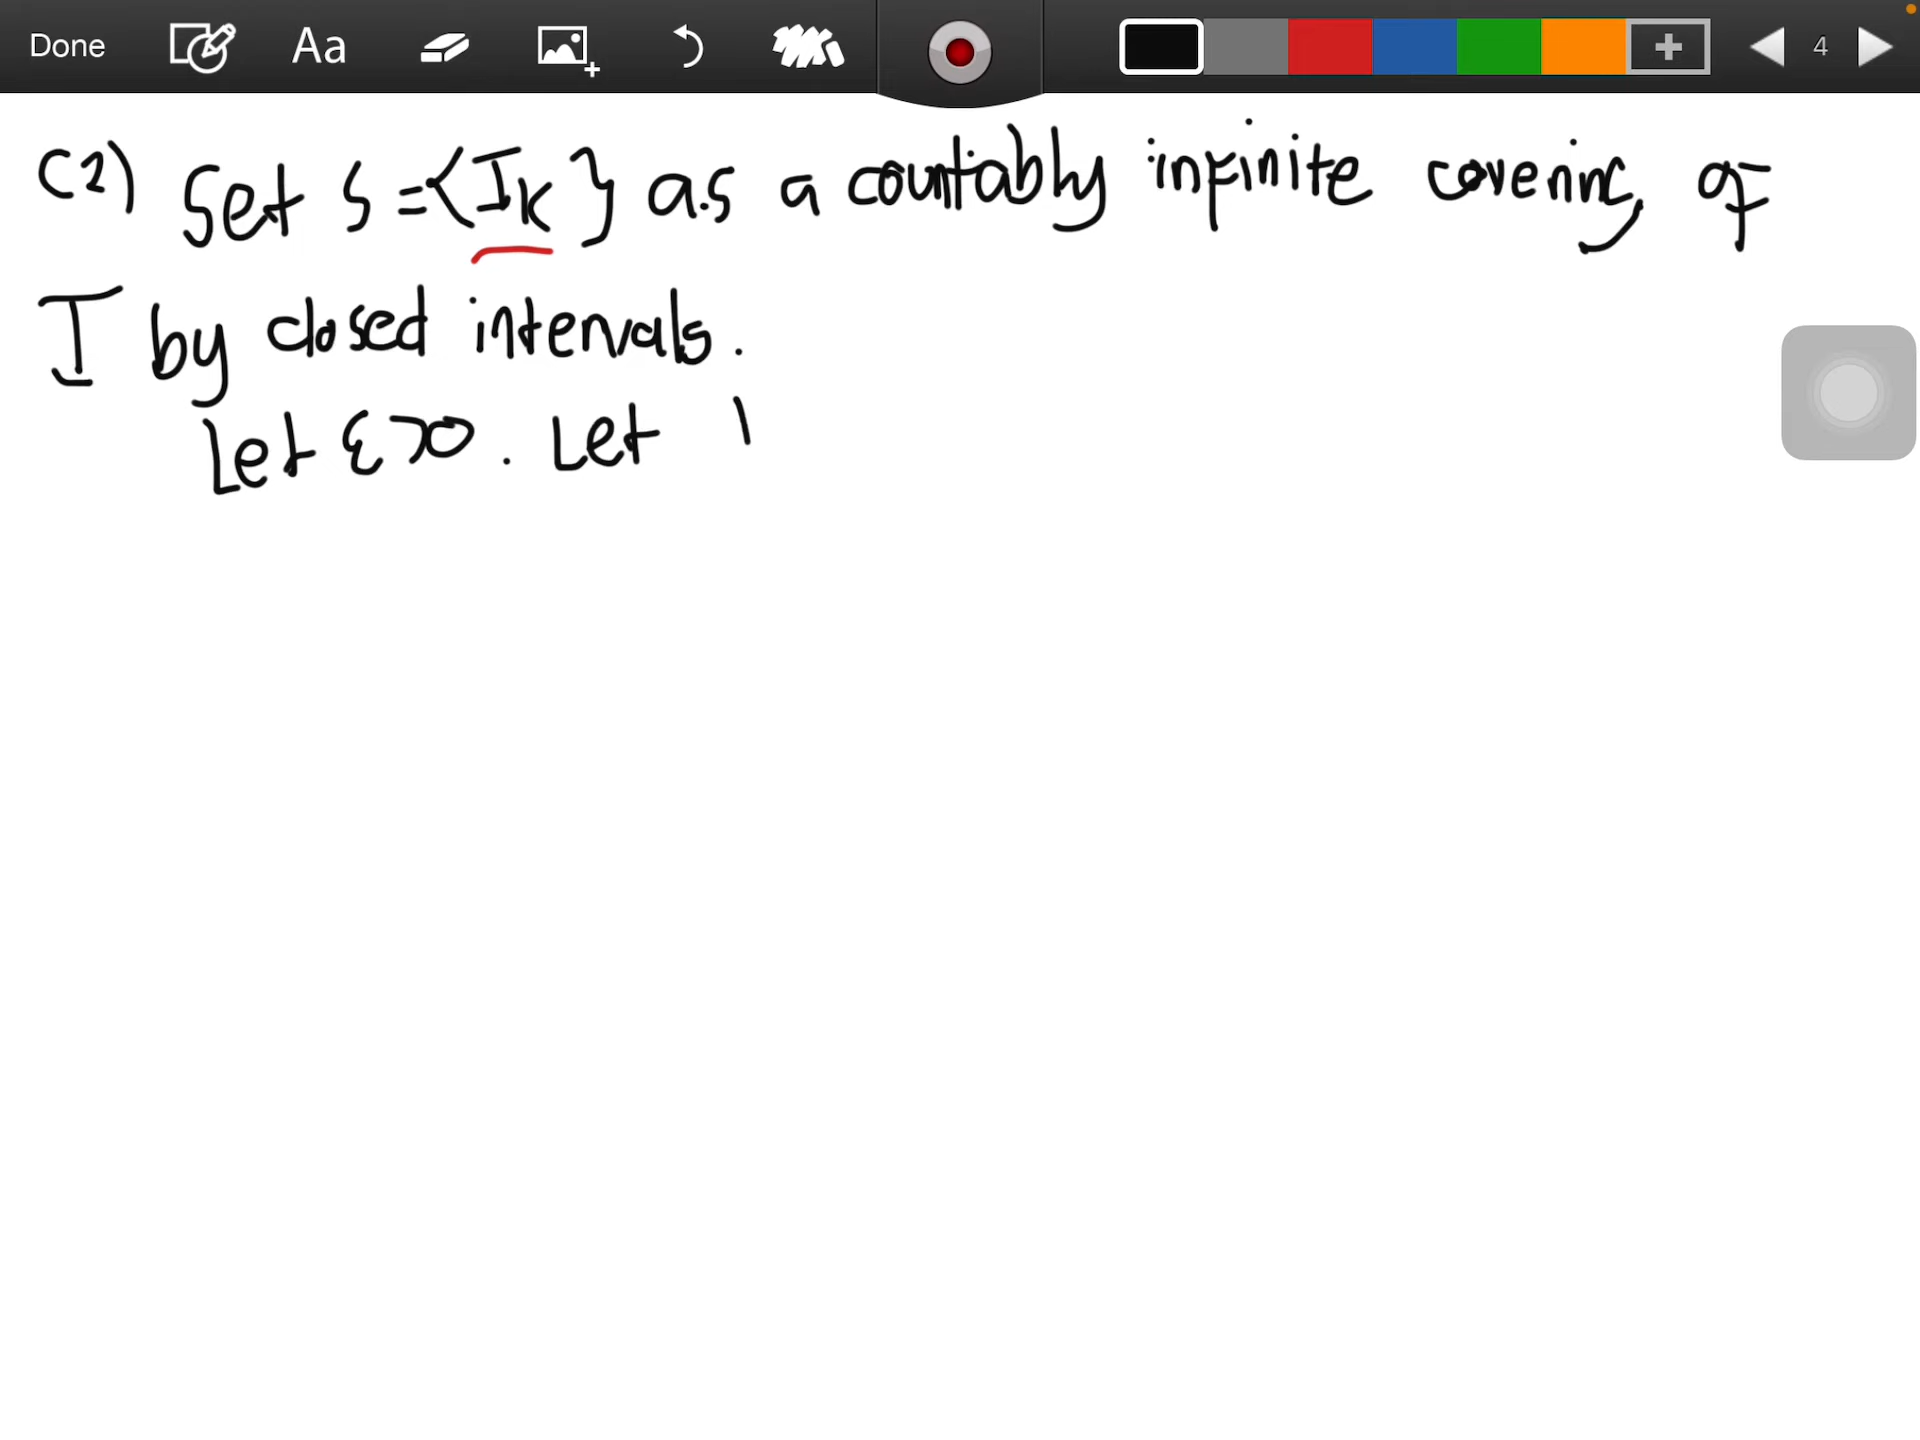 Done Aa 4
(2) Set S = {Ik} as a countably infinite covering of
I by closed intervals.
Let ε>0. Let